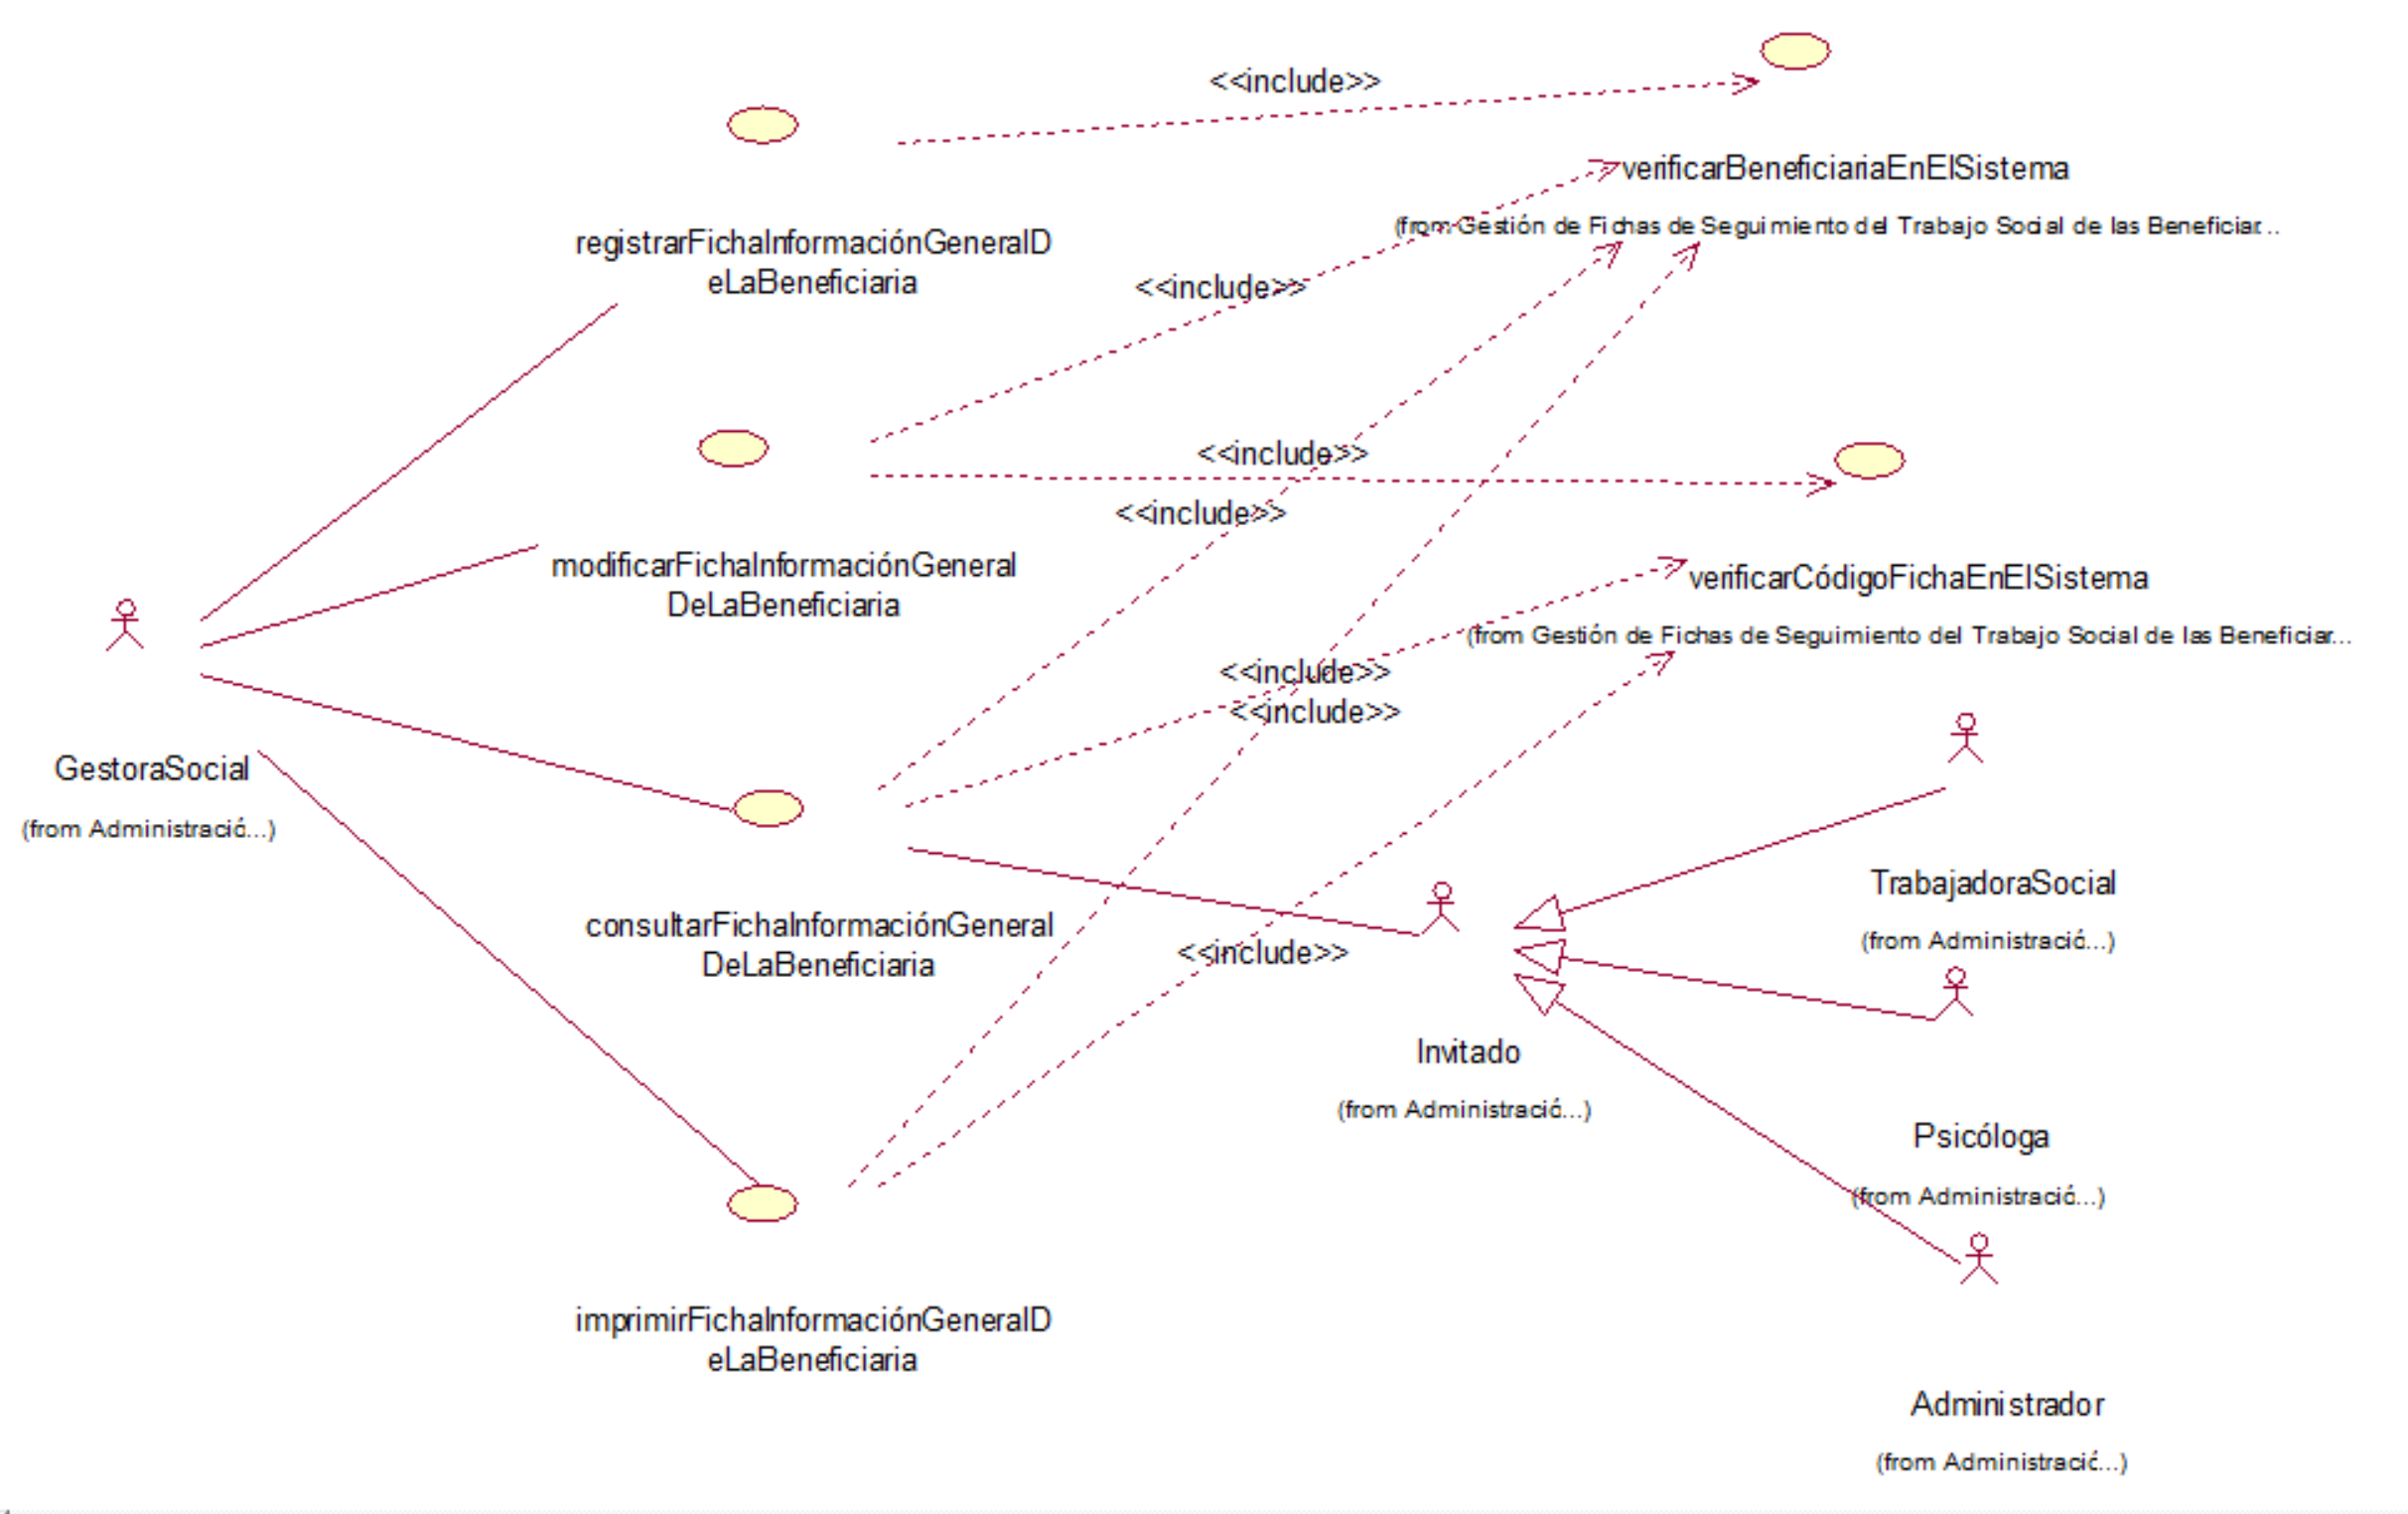 <<include>>
verificarBeneficiariaEnElSistema
(from Gestión de Fichas de Seguimiento del Trabajo Social de las Beneficiar...
registrarFichaInformaciónGeneralD
eLaBeneficiaria
<<include>>
<<include>>
<<include>>
modificarFichaInformaciónGeneral
DeLaBeneficiaria
verificarCódigoFichaEnElSistema
(from Gestión de Fichas de Seguimiento del Trabajo Social de las Beneficiar...
<<include>>
<<include>>
GestoraSocial
(from Administració...)
TrabajadoraSocial
(from Administració...)
consultarFichaInformaciónGeneral
DeLaBeneficiaria
<<include>>
Invitado
(from Administració...)
Psicóloga
(from Administració...)
imprimirFichaInformaciónGeneralD
eLaBeneficiaria
Administrador
(from Administració...)